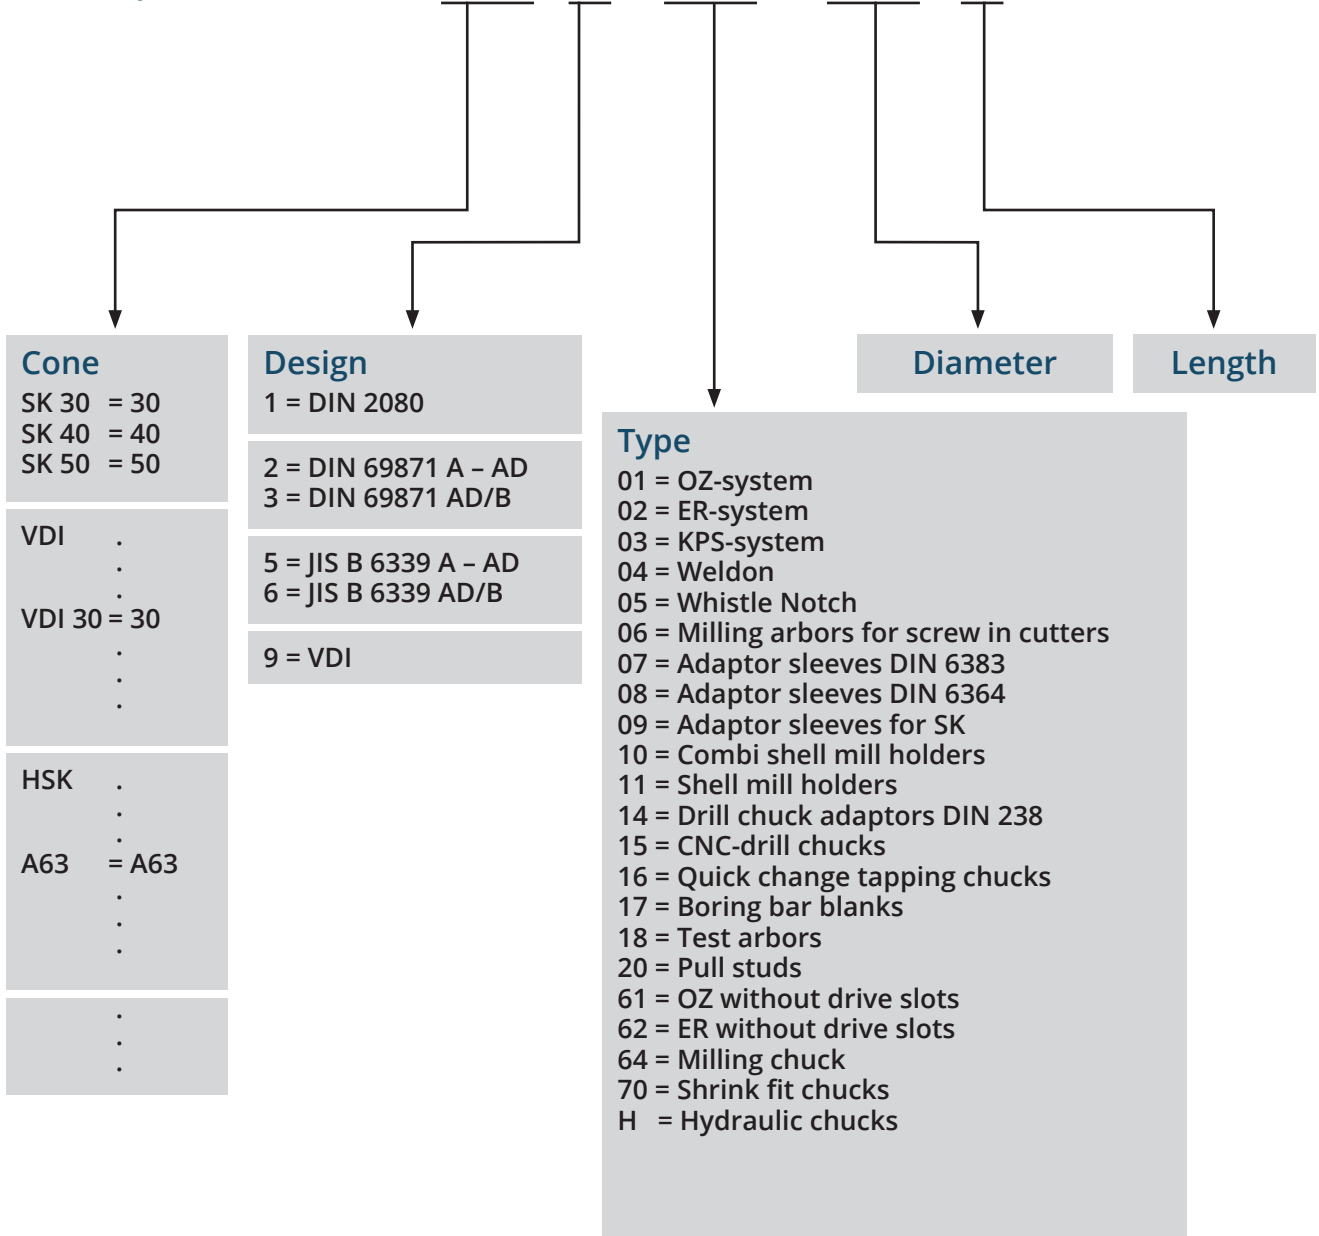 Cone
SK 30 = 30
SK 40 = 40
SK 50 = 50
VDI .
.
.
VDI 30 = 30
.
.
.
HSK .
.
.
A63 = A63
.
.
.
.
.
.
Design
1 = DIN 2080
2 = DIN 69871 A – AD
3 = DIN 69871 AD/B
5 = JIS B 6339 A – AD
6 = JIS B 6339 AD/B
9 = VDI
Type
01 = OZ-system
02 = ER-system
03 = KPS-system
04 = Weldon
05 = Whistle Notch
06 = Milling arbors for screw in cutters
07 = Adaptor sleeves DIN 6383
08 = Adaptor sleeves DIN 6364
09 = Adaptor sleeves for SK
10 = Combi shell mill holders
11 = Shell mill holders
14 = Drill chuck adaptors DIN 238
15 = CNC-drill chucks
16 = Quick change tapping chucks
17 = Boring bar blanks
18 = Test arbors
20 = Pull studs
61 = OZ without drive slots
62 = ER without drive slots
64 = Milling chuck
70 = Shrink fit chucks
H = Hydraulic chucks
Diameter
Length